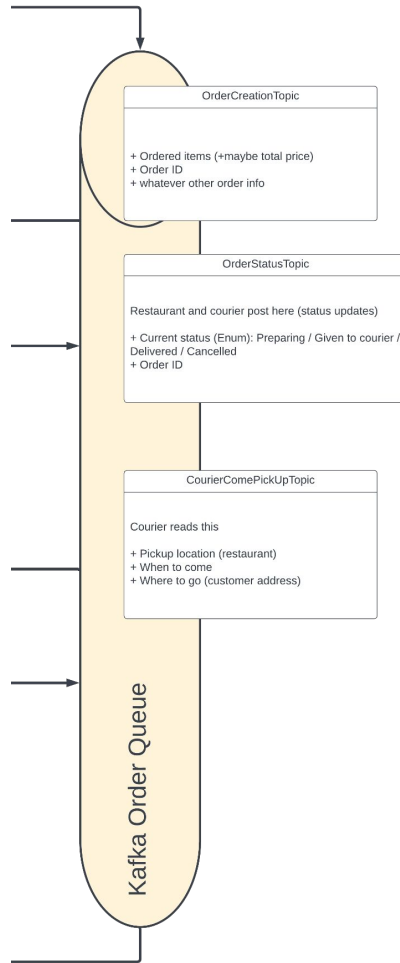 OrderCreationTopic
+ Ordered items (+maybe total price)
+ Order ID
+ whatever other order info
OrderStatusTopic
Restaurant and courier post here (status updates)
+ Current status (Enum): Preparing / Given to courier /
Delivered / Cancelled
+ Order ID
CourierComePickUpTopic
Courier reads this
+ Pickup location (restaurant)
+ When to come
+ Where to go (customer address)
Kafka Order Queue